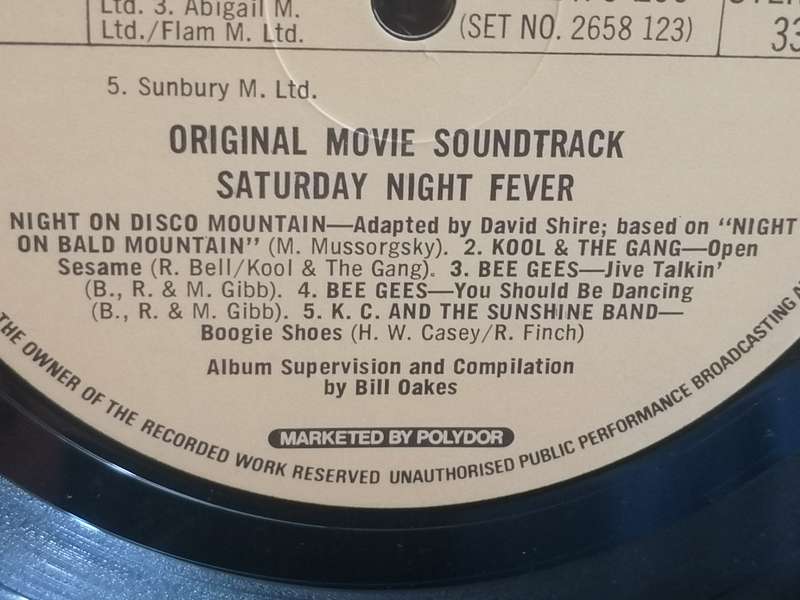 Ltd. 3. Abigail M.
Ltd./Flam M. Ltd.
(SET NO. 2658 123)
33
5. Sunbury M. Ltd.
ORIGINAL MOVIE SOUNDTRACK
SATURDAY NIGHT FEVER
NIGHT ON DISCO MOUNTAIN—Adapted by David Shire; based on "NIGHT
ON BALD MOUNTAIN" (M. Mussorgsky). 2. KOOL & THE GANG—Open
Sesame (R. Bell/Kool & The Gang). 3. BEE GEES—Jive Talkin'
(B., R. & M. Gibb). 4. BEE GEES—You Should Be Dancing
(B., R. & M. Gibb). 5. K. C. AND THE SUNSHINE BAND—
Boogie Shoes (H. W. Casey/R. Finch)
Album Supervision and Compilation
by Bill Oakes
MARKETED BY POLYDOR
THE OWNER OF THE RECORDED WORK RESERVED UNAUTHORISED PUBLIC PERFORMANCE BROADCASTING